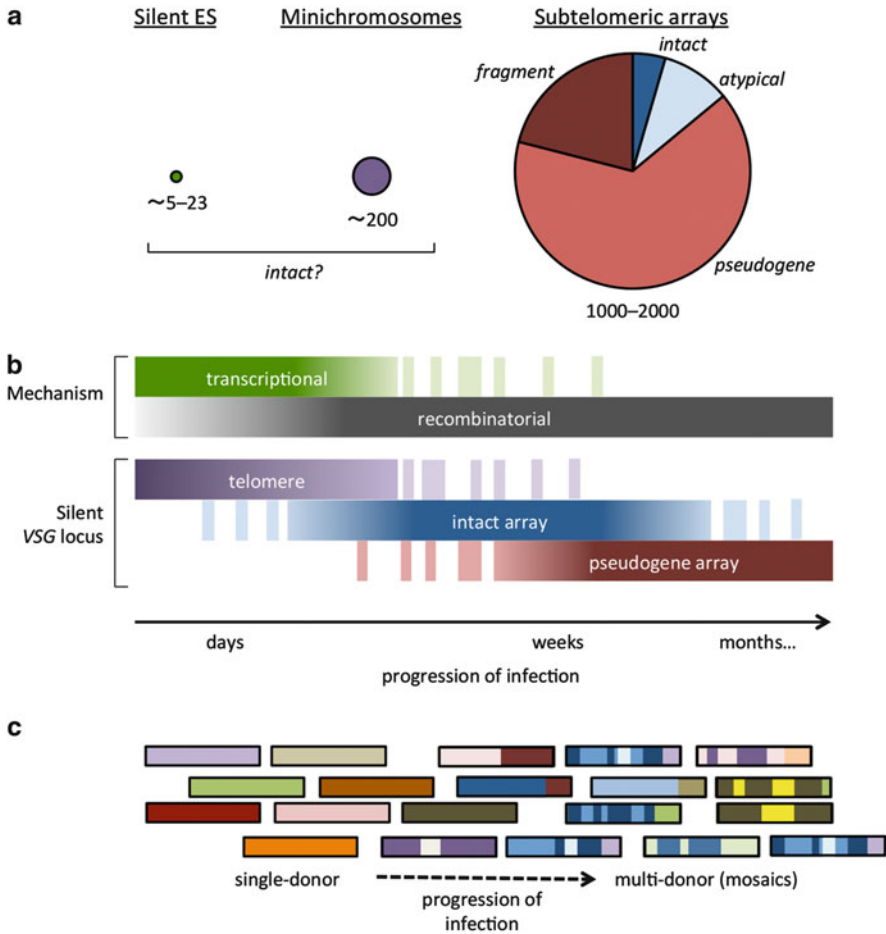 a
Silent ES
Minichromosomes
Subtelomeric arrays
intact
atypical
fragment
pseudogene
~5–23
~200
intact?
1000–2000
b
Mechanism
transcriptional
recombinatorial
Silent
VSG locus
telomere
intact array
pseudogene array
days
weeks
months...
progression of infection
c
single-donor
multi-donor (mosaics)
progression of
infection